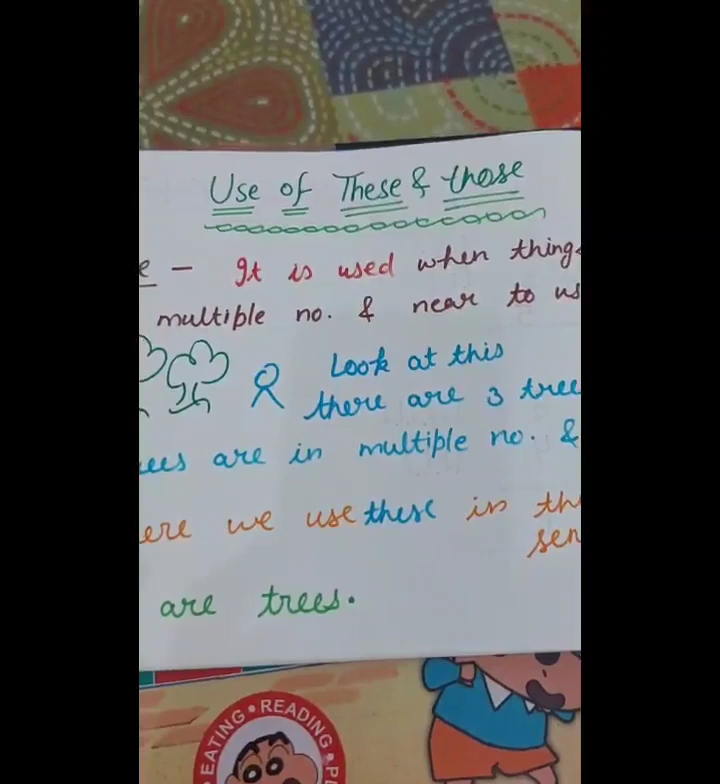 Use of These & those
e - It is used when things
multiple no. & near to us
Look at this
there are 3 tree
ees are in multiple no. &
ere we use these in th
sen
are trees.
EATING • READING • P